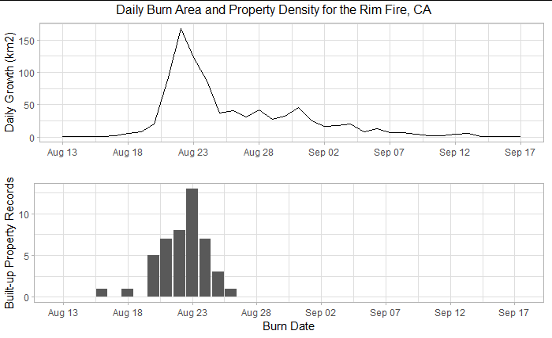 Daily Burn Area and Property Density for the Rim Fire, CA
Daily Growth (km2)
150
100
50
0
Aug 13 Aug 18 Aug 23 Aug 28 Sep 02 Sep 07 Sep 12 Sep 17
Built-up Property Records
10
5
0
Aug 13 Aug 18 Aug 23 Aug 28 Sep 02 Sep 07 Sep 12 Sep 17
Burn Date